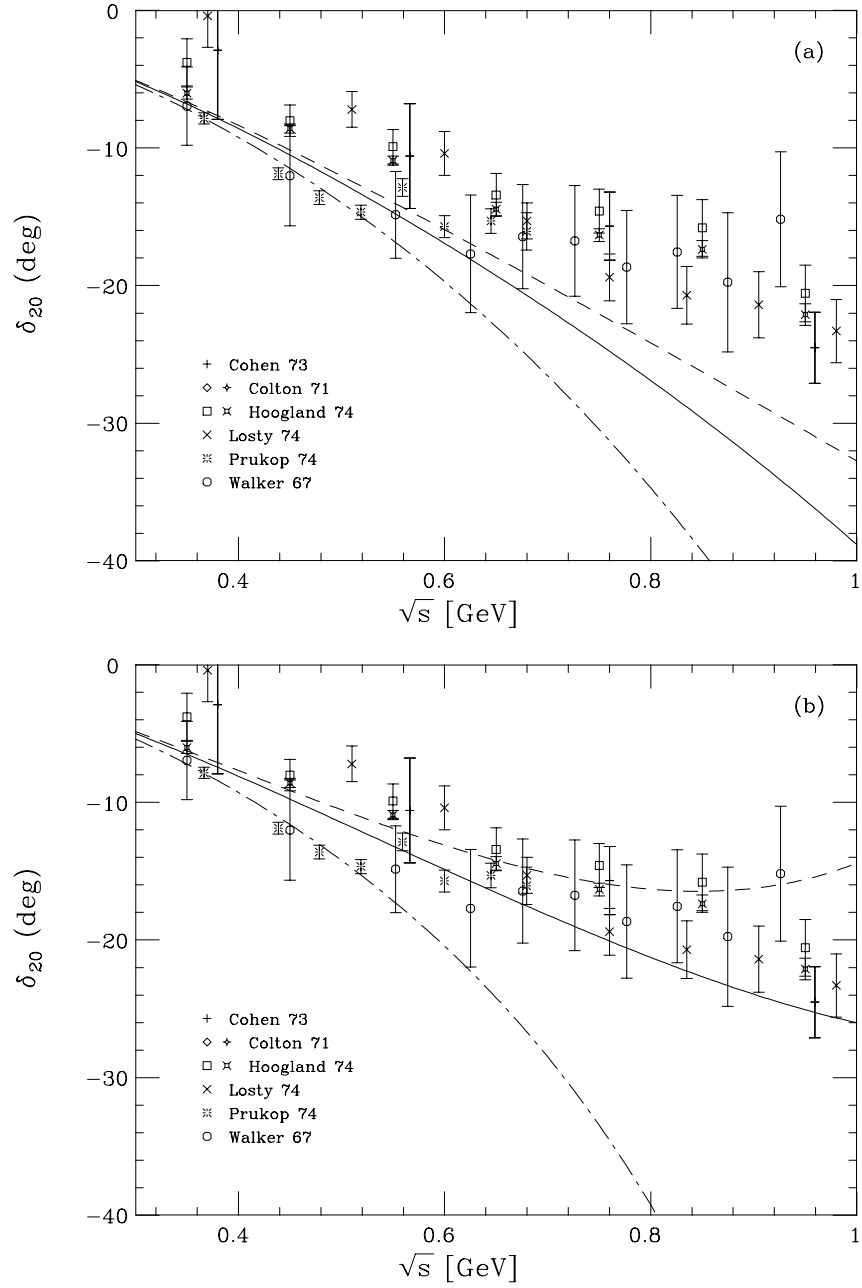 0
(a)
−10
−20
−30
−40
δ20 (deg)
Cohen 73
Colton 71
Hoogland 74
Losty 74
Prukop 74
Walker 67
0.4
0.6
0.8
1
√s [GeV]
0
(b)
−10
−20
−30
−40
δ20 (deg)
Cohen 73
Colton 71
Hoogland 74
Losty 74
Prukop 74
Walker 67
0.4
0.6
0.8
1
√s [GeV]